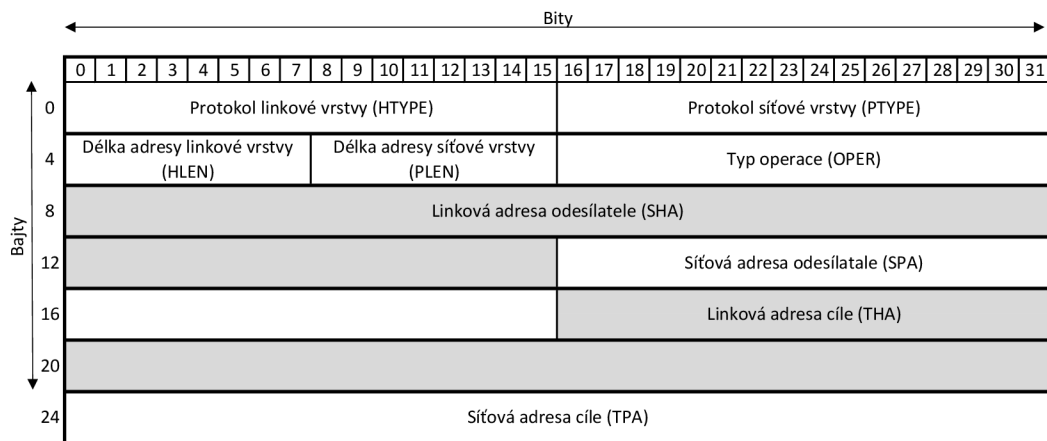 Bity
0 1 2 3 4 5 6 7 8 9 10 11 12 13 14 15 16 17 18 19 20 21 22 23 24 25 26 27 28 29 30 31
Bajty
0 Protokol linkové vrstvy (HTYPE) Protokol síťové vrstvy (PTYPE)
Délka adresy linkové vrstvy Délka adresy síťové vrstvy
4 (HLEN) (PLEN) Typ operace (OPER)
8 Linková adresa odesílatele (SHA)
12 Síťová adresa odesílatale (SPA)
16 Linková adresa cíle (THA)
20
24 Síťová adresa cíle (TPA)